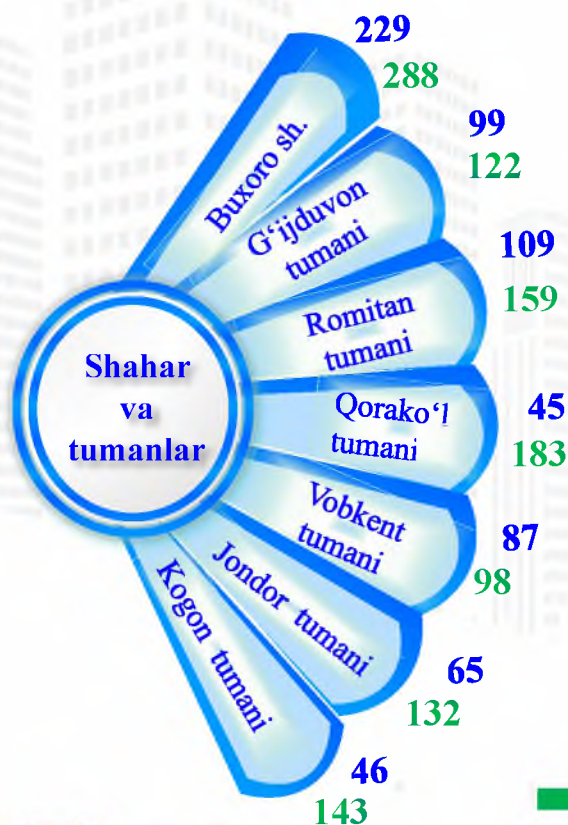 229
288
Buxoro sh.
99
122
G‘ijduvon
tumani
109
159
Romitan
tumani
Shahar
va
tumanlar
45
183
Qorako‘l
tumani
87
98
Vobkent
tumani
65
132
Jondor tumani
46
143
Kogon tumani